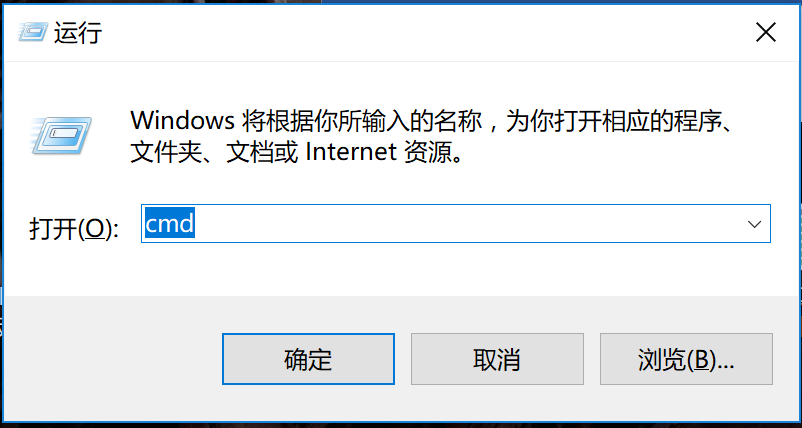 运行
Windows 将根据你所输入的名称，为你打开相应的程序、
文件夹、文档或 Internet 资源。
打开(O): cmd
确定 取消 浏览(B)...